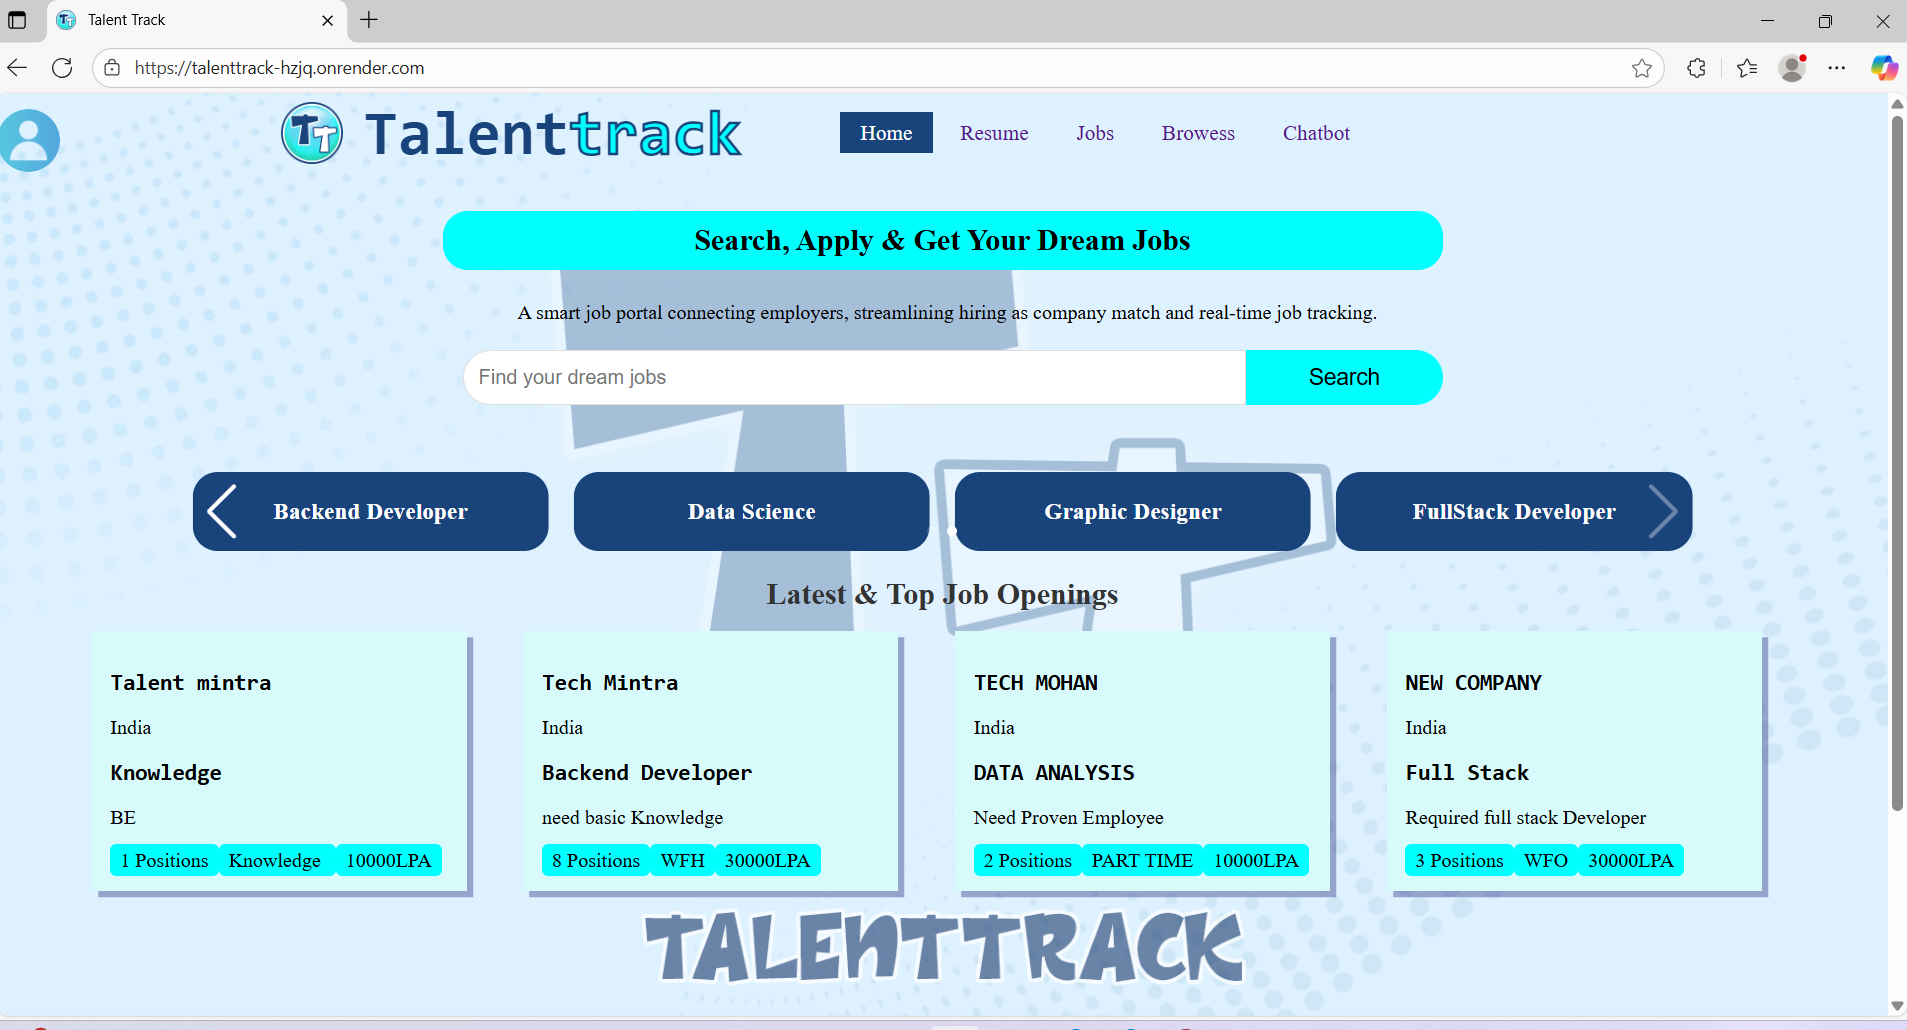 Talent Track
https://talenttrack-hzjq.onrender.com
TT Talenttrack
Home Resume Jobs Browess Chatbot
Search, Apply & Get Your Dream Jobs
A smart job portal connecting employers, streamlining hiring as company match and real-time job tracking.
Find your dream jobs Search
Backend Developer Data Science Graphic Designer FullStack Developer
Latest & Top Job Openings
Talent mintra
India
Knowledge
BE
1 Positions Knowledge 10000LPA
Tech Mintra
India
Backend Developer
need basic Knowledge
8 Positions WFH 30000LPA
TECH MOHAN
India
DATA ANALYSIS
Need Proven Employee
2 Positions PART TIME 10000LPA
NEW COMPANY
India
Full Stack
Required full stack Developer
3 Positions WFO 30000LPA
TALENTTRACK